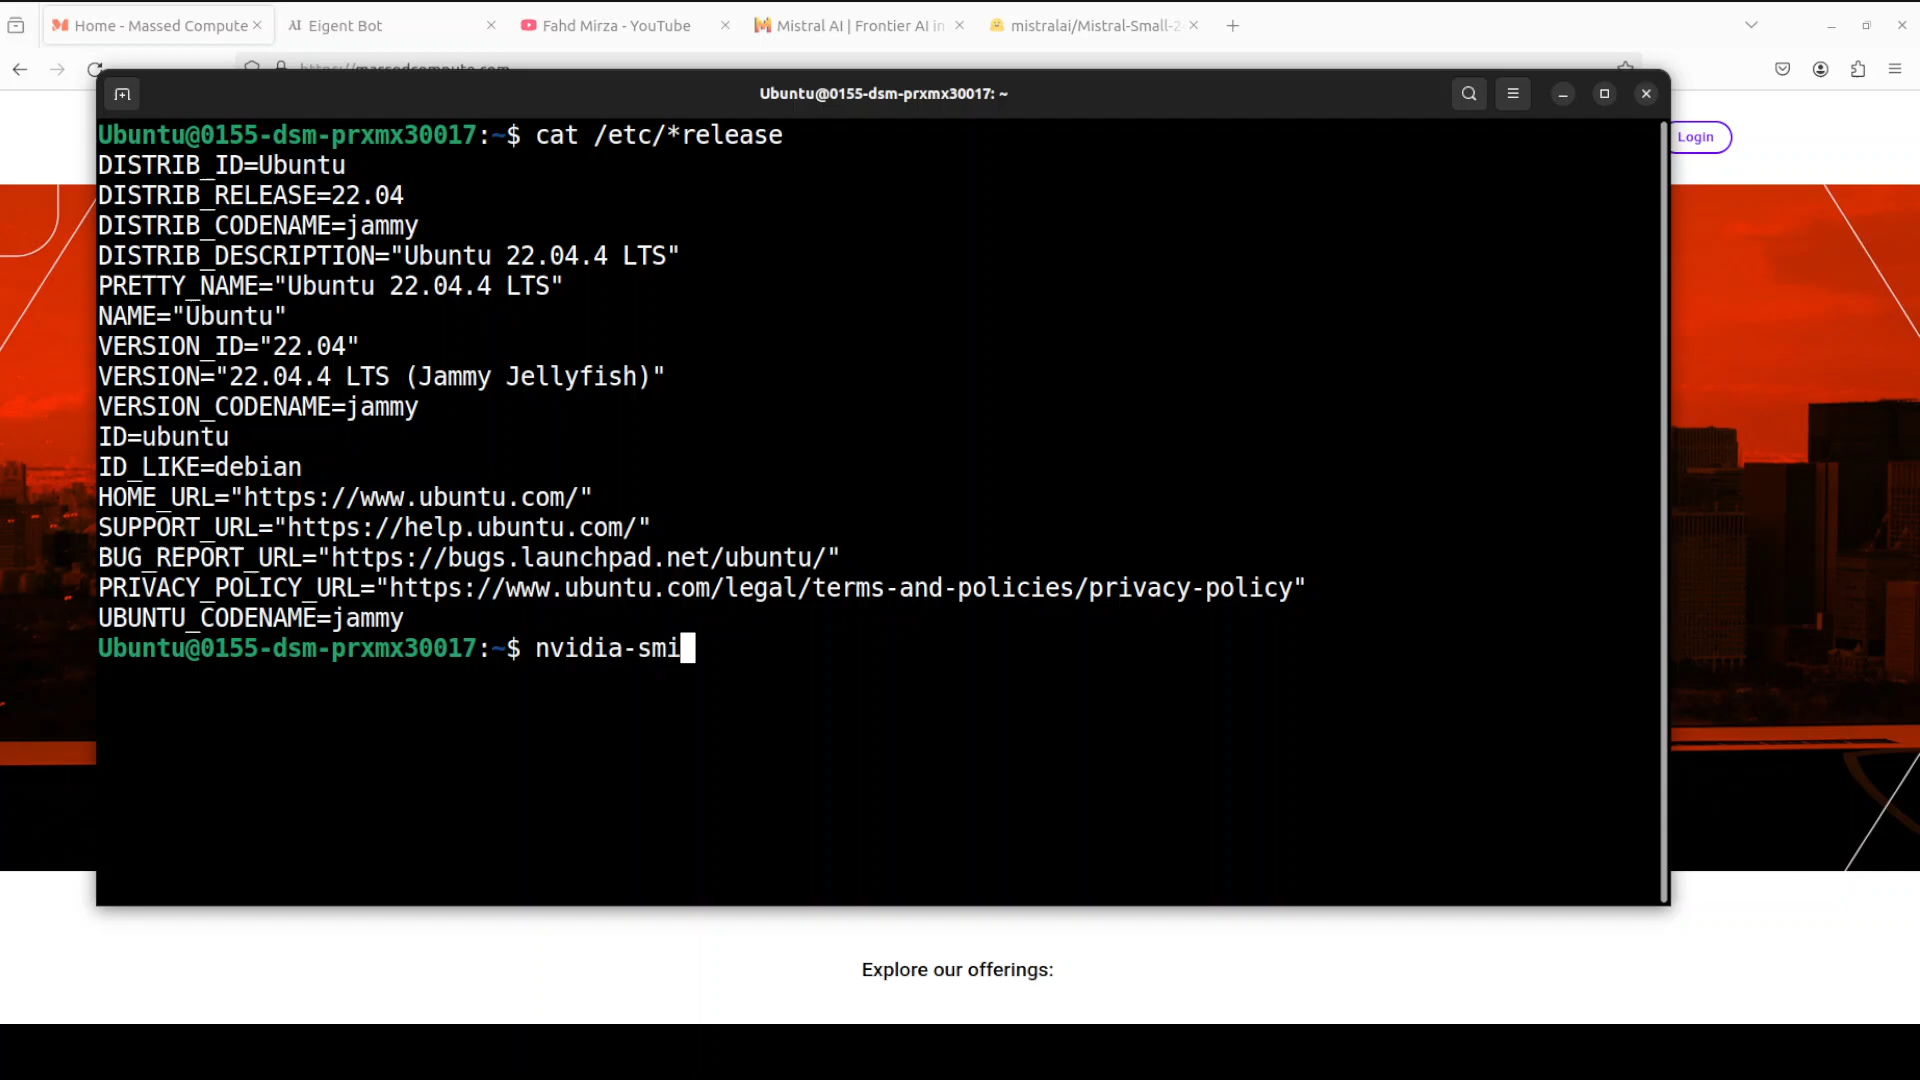 Home - Massed Compute
AI Eigent Bot
Fahd Mirza - YouTube
Mistral AI | Frontier AI in
mistralai/Mistral-Small-2
https://massedcompute.com
Ubuntu@0155-dsm-prxmx30017: ~
Login
Ubuntu@0155-dsm-prxmx30017:~$ cat /etc/*release
DISTRIB_ID=Ubuntu
DISTRIB_RELEASE=22.04
DISTRIB_CODENAME=jammy
DISTRIB_DESCRIPTION="Ubuntu 22.04.4 LTS"
PRETTY_NAME="Ubuntu 22.04.4 LTS"
NAME="Ubuntu"
VERSION_ID="22.04"
VERSION="22.04.4 LTS (Jammy Jellyfish)"
VERSION_CODENAME=jammy
ID=ubuntu
ID_LIKE=debian
HOME_URL="https://www.ubuntu.com/"
SUPPORT_URL="https://help.ubuntu.com/"
BUG_REPORT_URL="https://bugs.launchpad.net/ubuntu/"
PRIVACY_POLICY_URL="https://www.ubuntu.com/legal/terms-and-policies/privacy-policy"
UBUNTU_CODENAME=jammy
Ubuntu@0155-dsm-prxmx30017:~$ nvidia-smi
Explore our offerings: